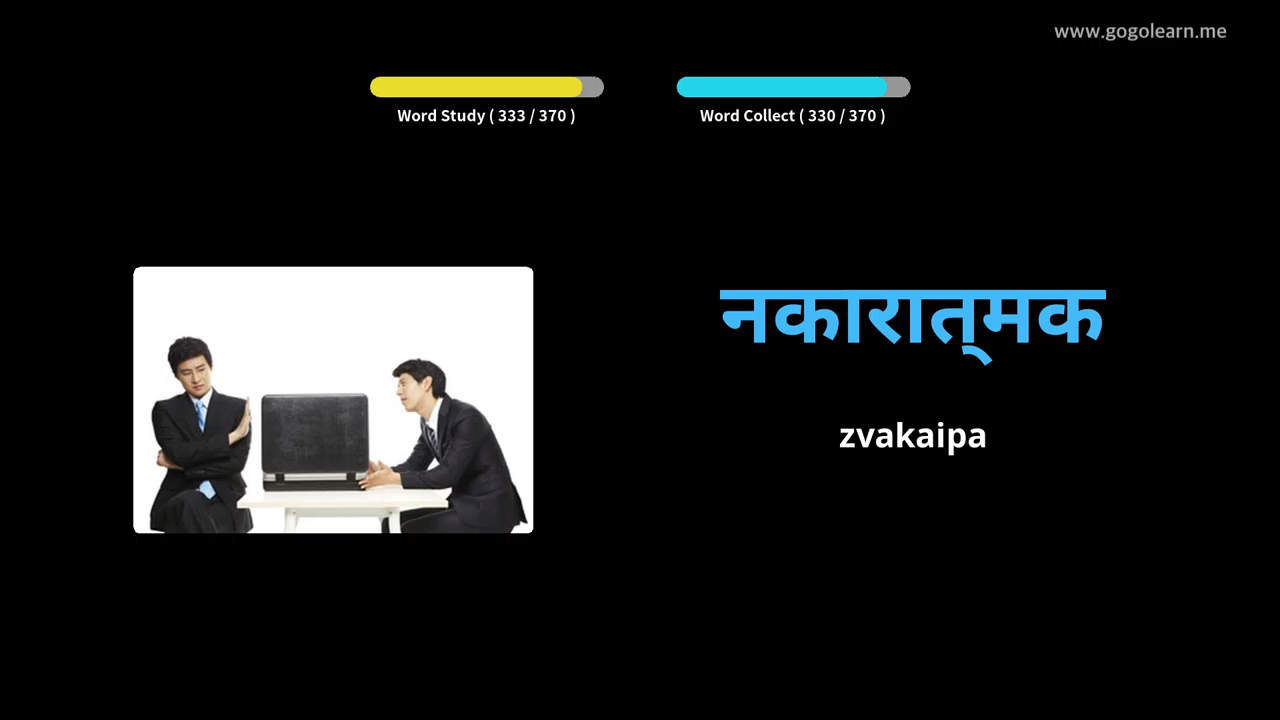 www.gogolearn.me
Word Study ( 333 / 370 )
Word Collect ( 330 / 370 )
नकारात्‌मक
zvakaipa